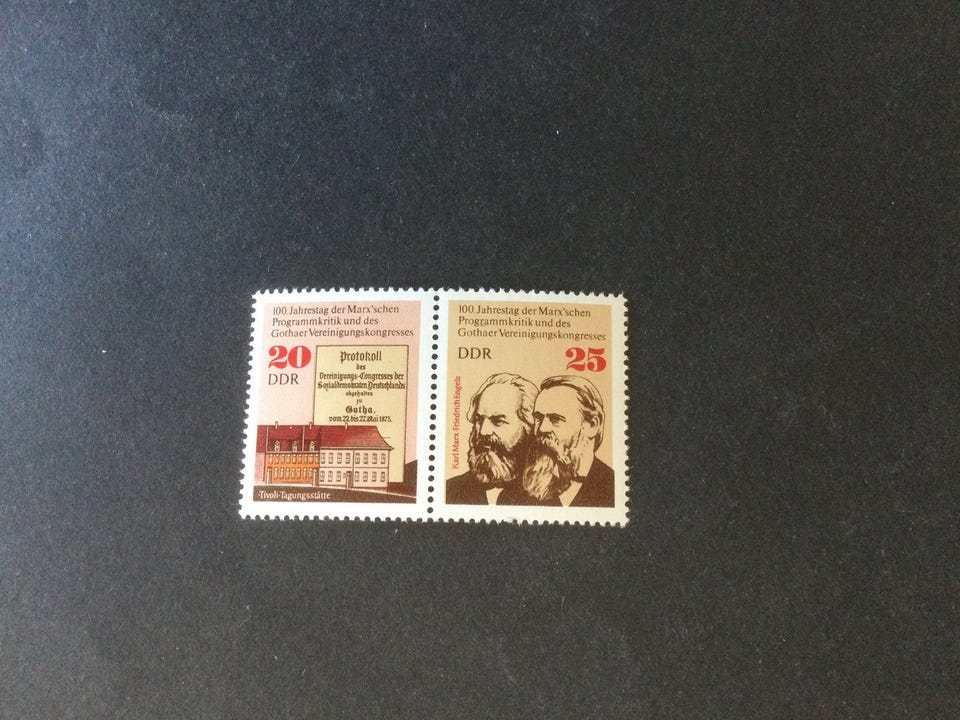 100. Jahrestag der Marx'schen
Programmkritik und des
Gothaer Vereinigungskongresses
20
DDR
Protokoll
des
Vereinigungs-Congresses der
Sozialdemokraten Deutschlands
abgehalten
zu
Gotha,
vom 22. bis 27. Mai 1875.
·Tivoli·Tagungsstätte
100. Jahrestag der Marx'schen
Programmkritik und des
Gothaer Vereinigungskongresses
DDR
25
Karl Marx Friedrich Engels